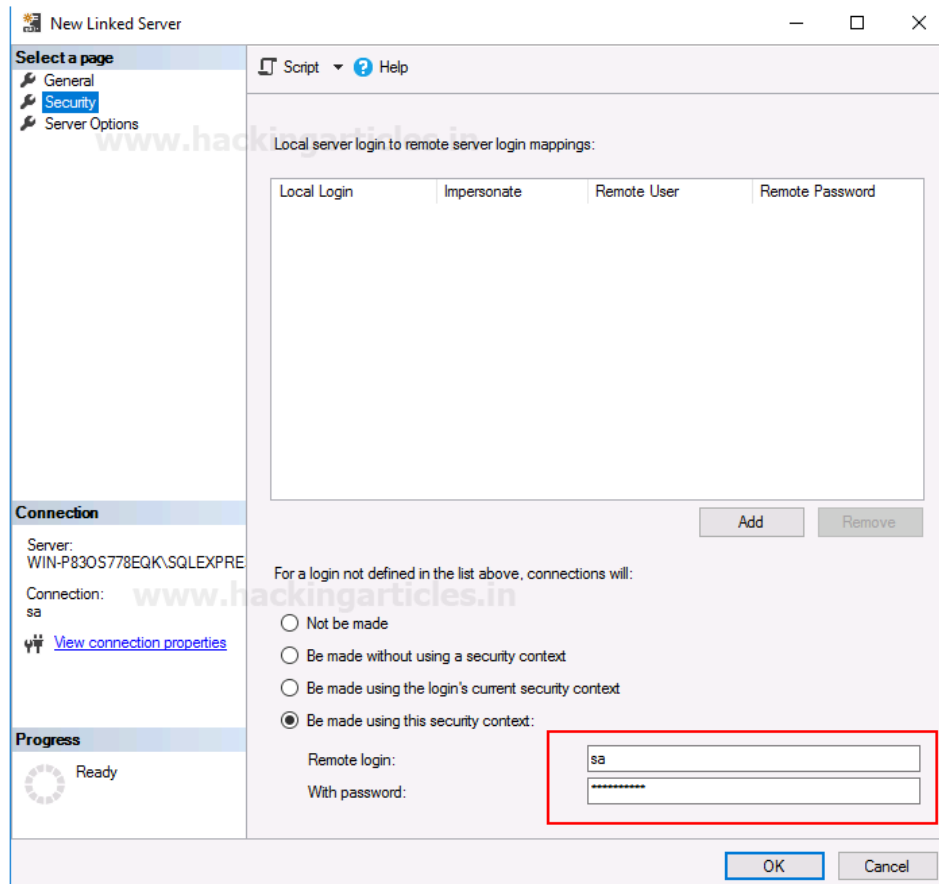 New Linked Server
Select a page
General
Security
Server Options
Script Help
www.hackingarticles.in
Local server login to remote server login mappings:
Local Login Impersonate Remote User Remote Password
Add Remove
Connection
Server:
WIN-P83OS778EQK\SQLEXPRE
Connection:
sa
View connection properties
www.hackingarticles.in
For a login not defined in the list above, connections will:
Not be made
Be made without using a security context
Be made using the login's current security context
Be made using this security context:
Remote login: sa
With password: **********
Progress
Ready
OK Cancel